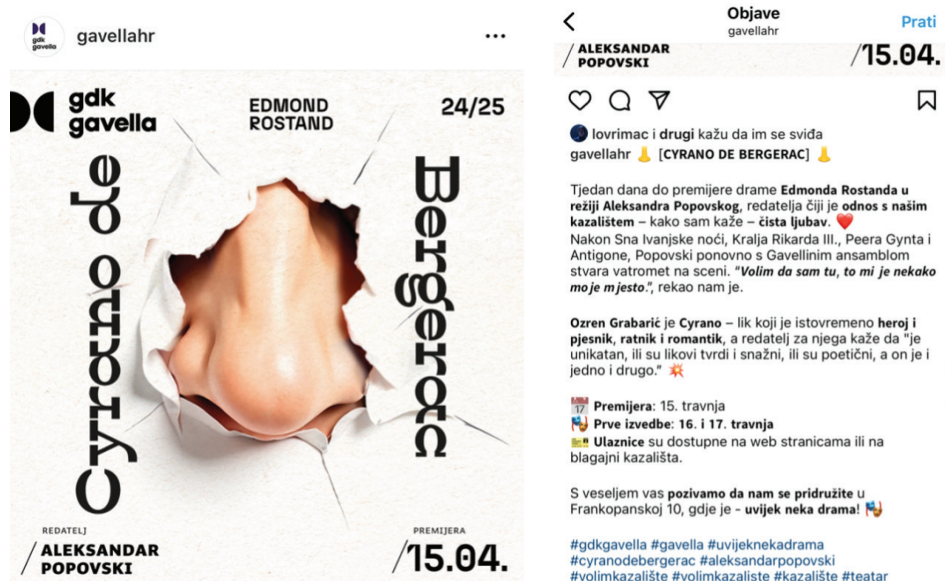 gdk
gavella
gavellahr
gdk
gavella
EDMOND
ROSTAND
24/25
Cyrano de
Bergerac
REDATELJ
/ALEKSANDAR
POPOVSKI
PREMIJERA
/15.04.
Objave
gavellahr
Prati
/ALEKSANDAR
POPOVSKI
/15.04.
lovrimac i drugi kažu da im se sviđa
gavellahr 👃 [CYRANO DE BERGERAC] 👃
Tjedan dana do premijere drame Edmonda Rostanda u
režiji Aleksandra Popovskog, redatelja čiji je odnos s našim
kazalištem – kako sam kaže – čista ljubav. ❤️
Nakon Sna Ivanjske noći, Kralja Rikarda III., Peera Gynta i
Antigone, Popovski ponovno s Gavellinim ansamblom
stvara vatromet na sceni. "Volim da sam tu, to mi je nekako
moje mjesto.", rekao nam je.
Ozren Grabarić je Cyrano – lik koji je istovremeno heroj i
pjesnik, ratnik i romantik, a redatelj za njega kaže da "je
unikatan, ili su likovi tvrdi i snažni, ili su poetični, a on je i
jedno i drugo." 💥
📅 Premijera: 15. travnja
🎭 Prve izvedbe: 16. i 17. travnja
🎫 Ulaznice su dostupne na web stranicama ili na
blagajni kazališta.
S veseljem vas pozivamo da nam se pridružite u
Frankopanskoj 10, gdje je - uvijek neka drama! 🎭
#gdkgavella #gavella #uvijeknekadrama
#cyranodebergerac #aleksandarpopovski
#volimkazalište #volimkazaliste #kazalište #teatar